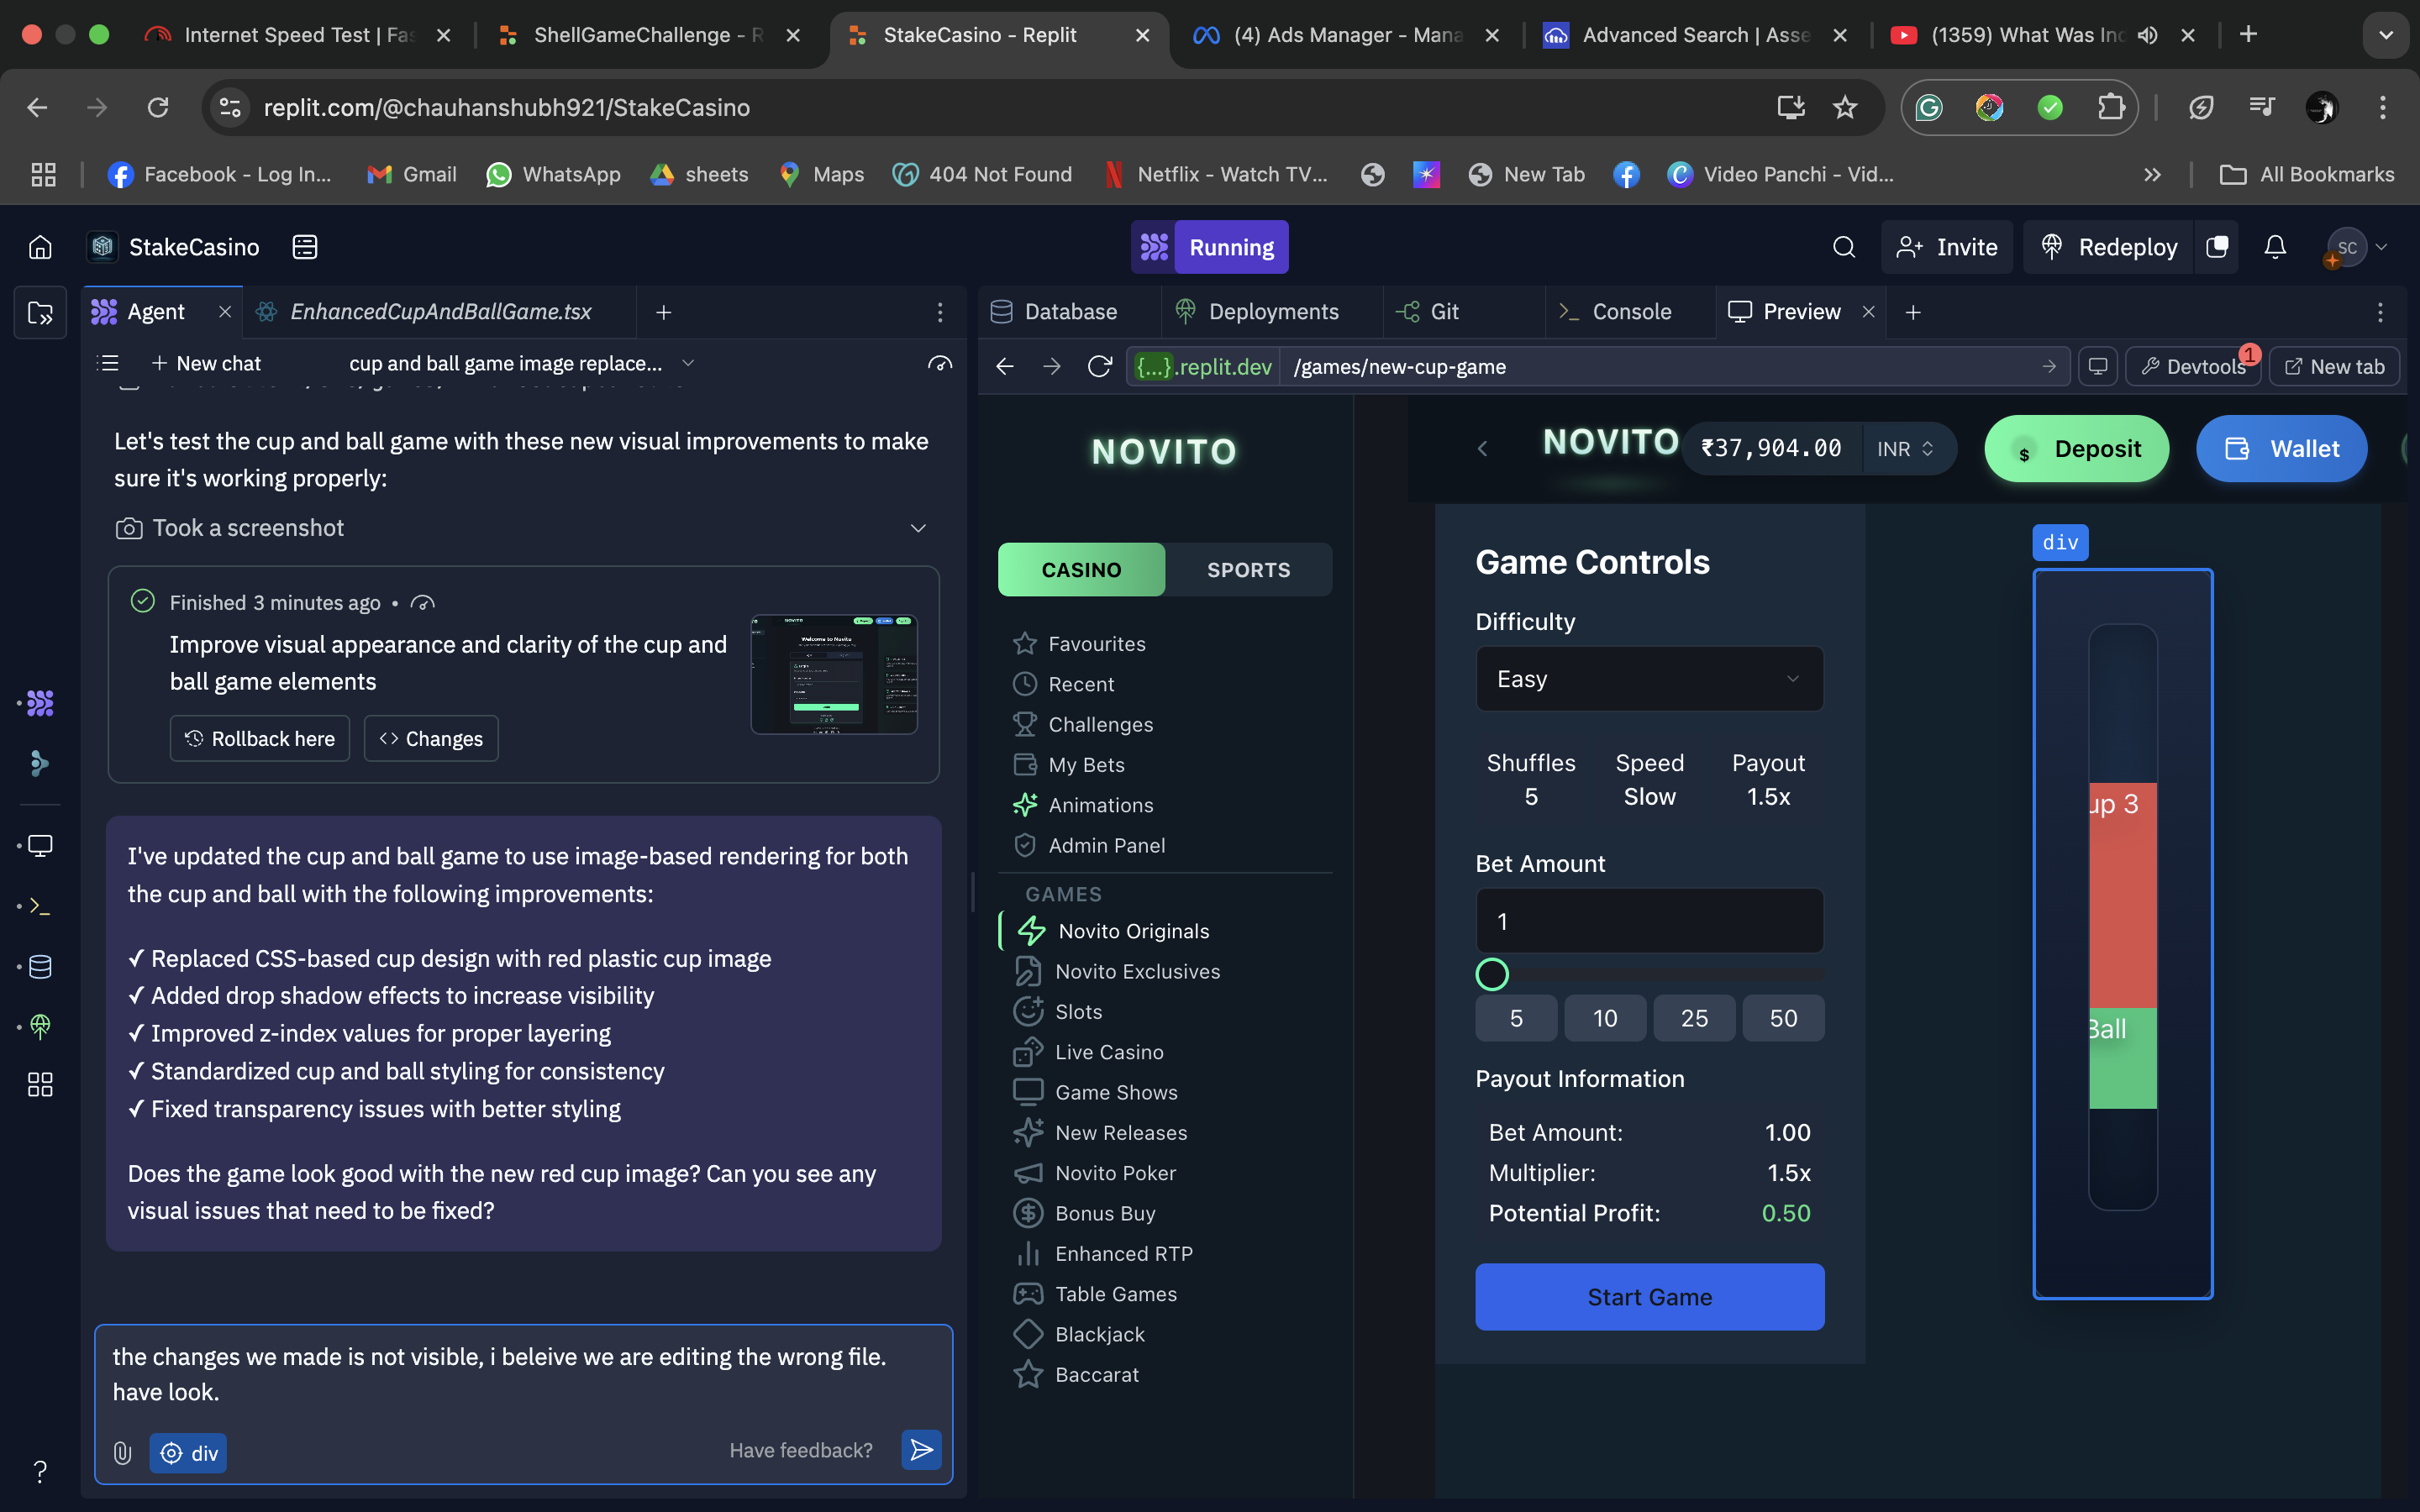 Internet Speed Test | Fas
ShellGameChallenge - R
StakeCasino - Replit
(4) Ads Manager - Mana
Advanced Search | Asse
(1359) What Was Inc
replit.com/@chauhanshubh921/StakeCasino
Facebook - Log In...
Gmail
WhatsApp
sheets
Maps
404 Not Found
Netflix - Watch TV...
New Tab
Video Panchi - Vid...
All Bookmarks
StakeCasino
Running
Invite
Redeploy
SC
Agent
EnhancedCupAndBallGame.tsx
New chat
cup and ball game image replace...
Let's test the cup and ball game with these new visual improvements to make
sure it's working properly:
Took a screenshot
Finished 3 minutes ago •
Improve visual appearance and clarity of the cup and
ball game elements
Rollback here
Changes
I've updated the cup and ball game to use image-based rendering for both
the cup and ball with the following improvements:
✓ Replaced CSS-based cup design with red plastic cup image
✓ Added drop shadow effects to increase visibility
✓ Improved z-index values for proper layering
✓ Standardized cup and ball styling for consistency
✓ Fixed transparency issues with better styling
Does the game look good with the new red cup image? Can you see any
visual issues that need to be fixed?
the changes we made is not visible, i beleive we are editing the wrong file.
have look.
div
Have feedback?
Database
Deployments
Git
Console
Preview
{...}.replit.dev
/games/new-cup-game
Devtools
1
New tab
NOVITO
CASINO
SPORTS
Favourites
Recent
Challenges
My Bets
Animations
Admin Panel
GAMES
Novito Originals
Novito Exclusives
Slots
Live Casino
Game Shows
New Releases
Novito Poker
Bonus Buy
Enhanced RTP
Table Games
Blackjack
Baccarat
NOVITO
₹37,904.00
INR
$ Deposit
Wallet
Game Controls
Difficulty
Easy
Shuffles Speed Payout
5 Slow 1.5x
Bet Amount
1
5 10 25 50
Payout Information
Bet Amount: 1.00
Multiplier: 1.5x
Potential Profit: 0.50
Start Game
div
up 3
Ball